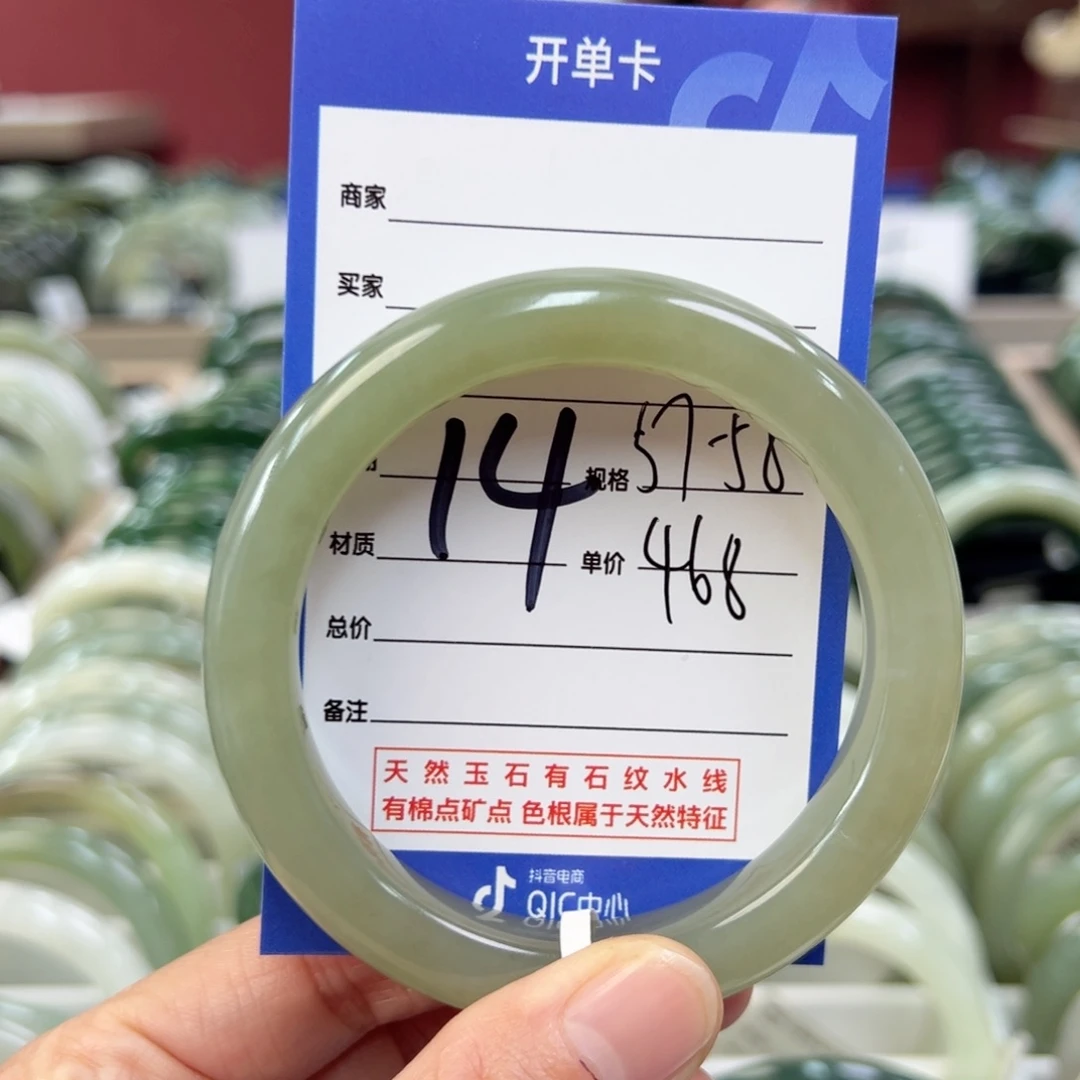 开单卡
商家
买家
14 规格 57-58
材质 单价 468
总价
备注
天然玉石有石纹水线
有棉点矿点 色根属于天然特征
抖音电商
QIC中心